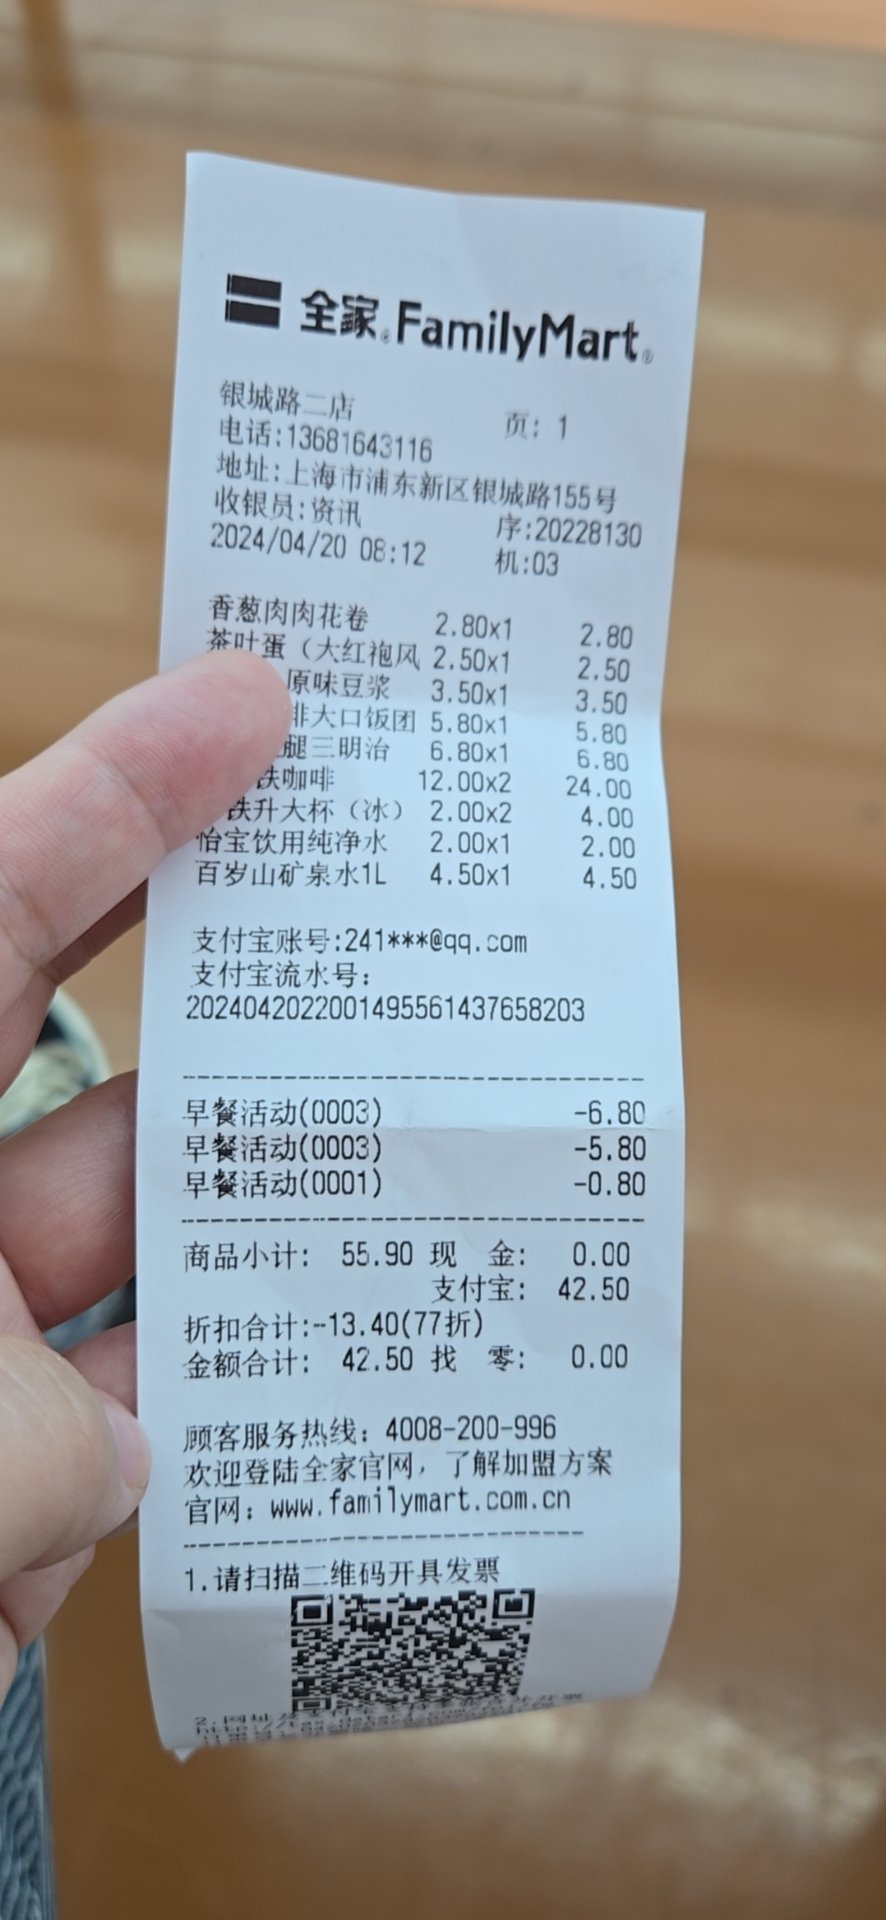 全家 FamilyMart
银城路二店 页: 1
电话:13681643116
地址:上海市浦东新区银城路155号
收银员:资讯 序:20228130
2024/04/20 08:12 机:03
香葱肉肉花卷 2.80x1 2.80
茶叶蛋（大红袍风 2.50x1 2.50
原味豆浆 3.50x1 3.50
大口饭团 5.80x1 5.80
腿三明治 6.80x1 6.80
铁咖啡 12.00x2 24.00
铁升大杯（冰） 2.00x2 4.00
怡宝饮用纯净水 2.00x1 2.00
百岁山矿泉水1L 4.50x1 4.50
支付宝账号:241***@qq.com
支付宝流水号:
2024042022001495561437658203
早餐活动(0003) -6.80
早餐活动(0003) -5.80
早餐活动(0001) -0.80
商品小计: 55.90 现 金: 0.00
支付宝: 42.50
折扣合计:-13.40(77折)
金额合计: 42.50 找 零: 0.00
顾客服务热线: 4008-200-996
欢迎登陆全家官网，了解加盟方案
官网: www.familymart.com.cn
1.请扫描二维码开具发票